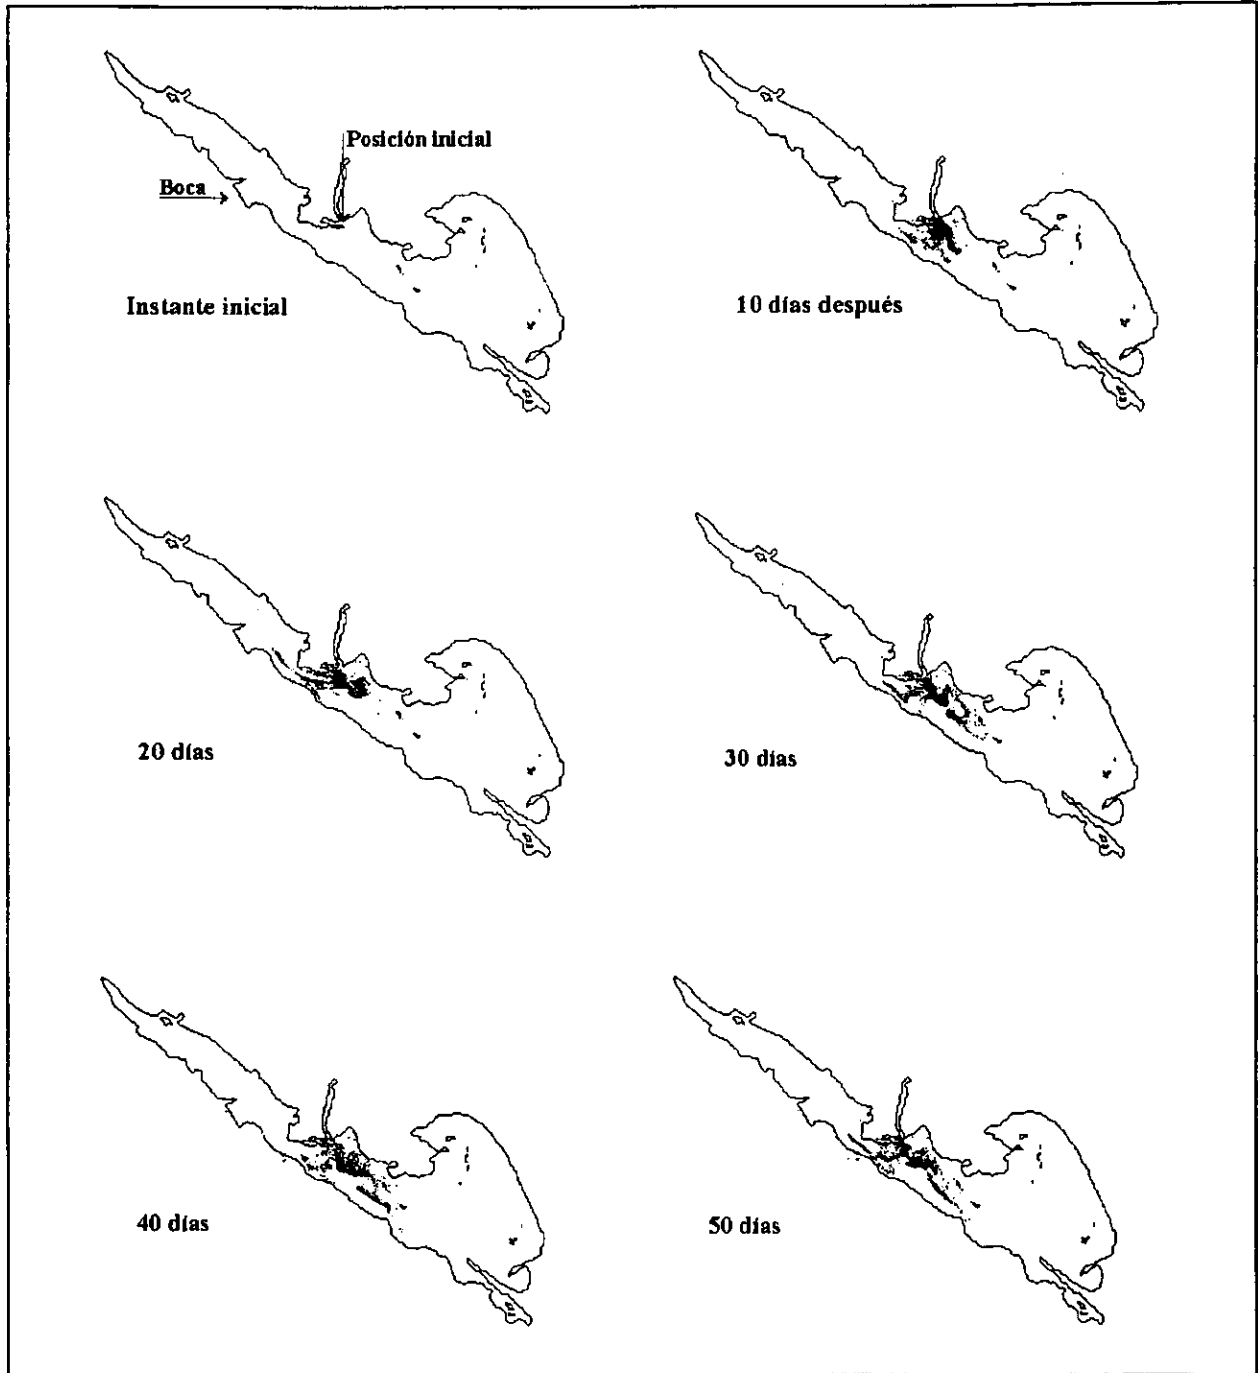 Posición inicial
Boca
Instante inicial
10 días después
20 días
30 días
40 días
50 días